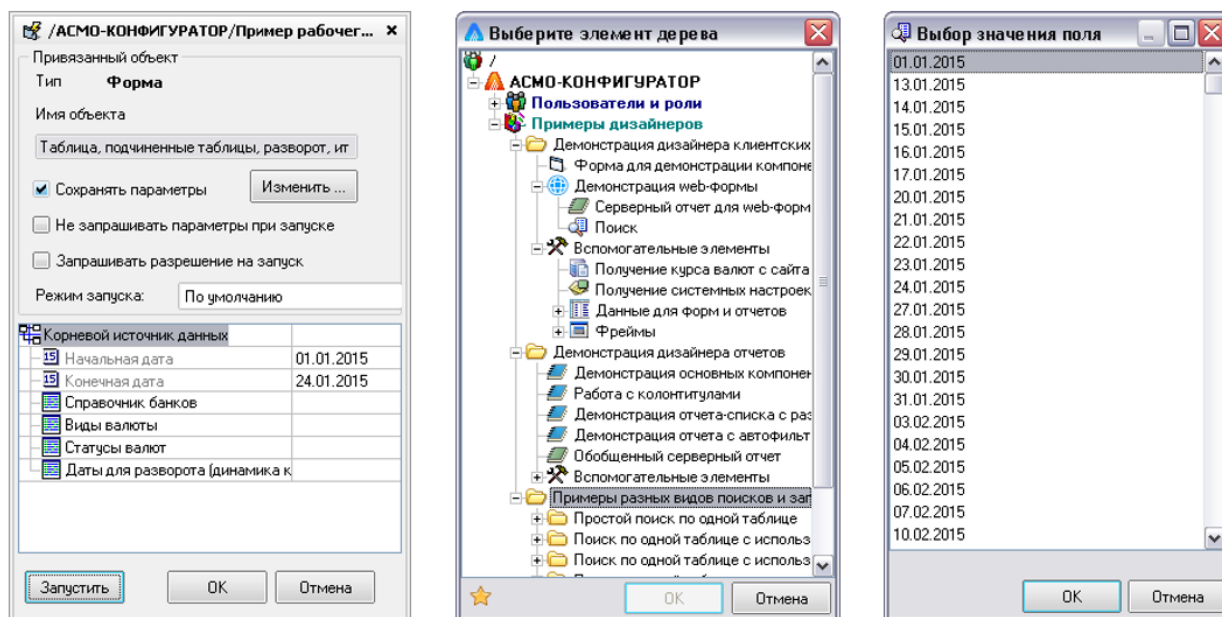 /АСМО-КОНФИГУРАТОР/Пример рабочег...
Привязанный объект
Тип Форма
Имя объекта
Таблица, подчиненные таблицы, разворот, ит
Сохранять параметры
Изменить ...
Не запрашивать параметры при запуске
Запрашивать разрешение на запуск
Режим запуска: По умолчанию
Корневой источник данных
15 Начальная дата 01.01.2015
15 Конечная дата 24.01.2015
Справочник банков
Виды валюты
Статусы валют
Даты для разворота (динамика к
Запустить
OK
Отмена
Выберите элемент дерева
/
АСМО-КОНФИГУРАТОР
Пользователи и роли
Примеры дизайнеров
Демонстрация дизайнера клиентских
Форма для демонстрации компоне
Демонстрация web-формы
Серверный отчет для web-форм
Поиск
Вспомогательные элементы
Получение курса валют с сайта
Получение системных настроек
Данные для форм и отчетов
Фреймы
Демонстрация дизайнера отчетов
Демонстрация основных компонен
Работа с колонтитулами
Демонстрация отчета-списка с раз
Демонстрация отчета с автофильт
Обобщенный серверный отчет
Вспомогательные элементы
Примеры разных видов поисков и зап
Простой поиск по одной таблице
Поиск по одной таблице с использ
Поиск по одной таблице с использ
OK
Отмена
Выбор значения поля
01.01.2015
13.01.2015
14.01.2015
15.01.2015
16.01.2015
17.01.2015
20.01.2015
21.01.2015
22.01.2015
23.01.2015
24.01.2015
27.01.2015
28.01.2015
29.01.2015
30.01.2015
31.01.2015
03.02.2015
04.02.2015
05.02.2015
06.02.2015
07.02.2015
10.02.2015
OK
Отмена